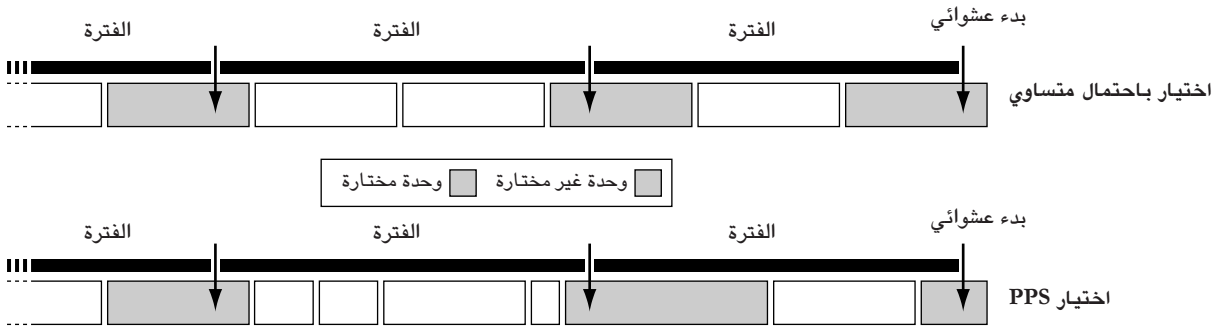 بدء عشوائي
الفترة
الفترة
الفترة
اختيار باحتمال متساوي
وحدة غير مختارة
وحدة مختارة
بدء عشوائي
الفترة
الفترة
الفترة
اختيار PPS